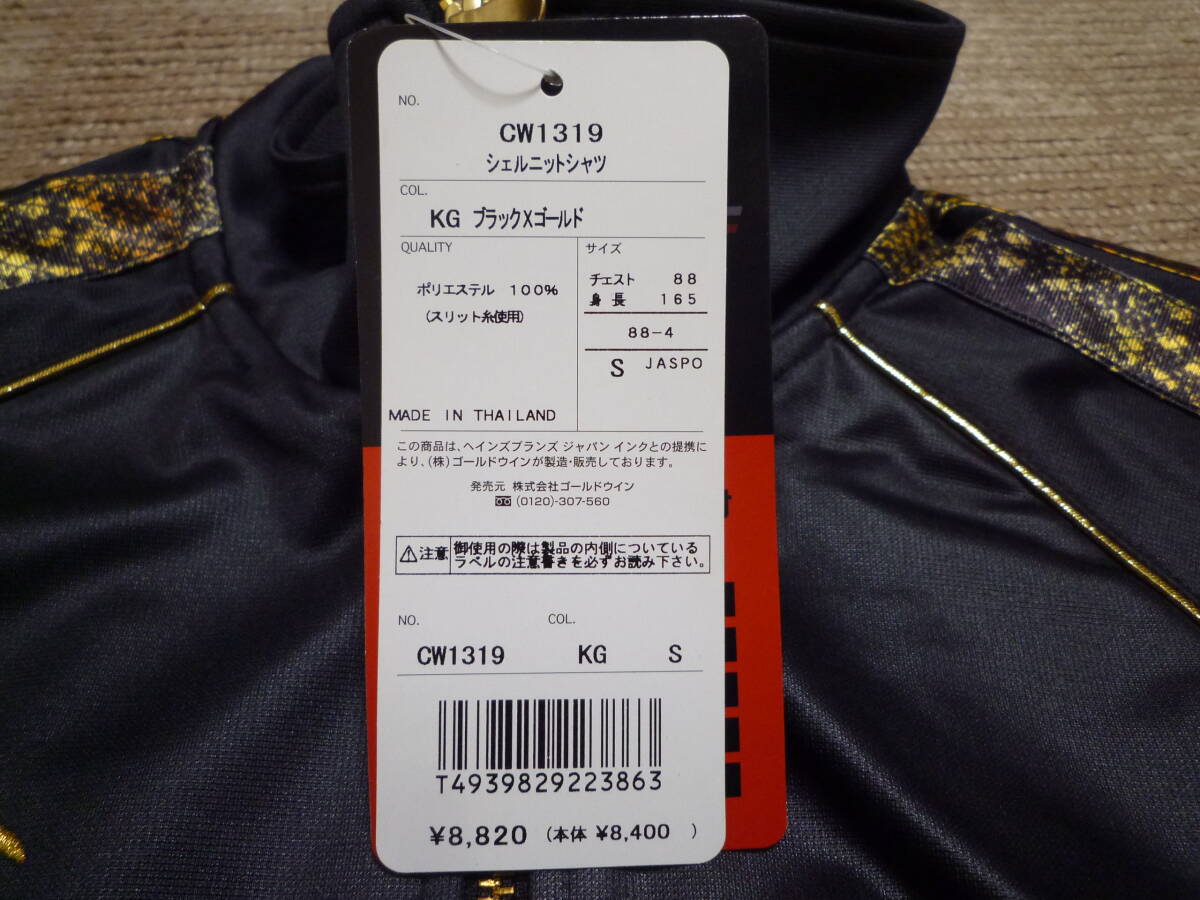 NO.
CW1319
シェルニットシャツ
COL.
KG ブラックXゴールド
QUALITY
ポリエステル 100%
(スリット糸使用)
サイズ
チェスト 88
身長 165
88-4
S JASPO
MADE IN THAILAND
この商品は、ヘインズブランズ ジャパン インクとの提携に
より、(株)ゴールドウインが製造・販売しております。
発売元 株式会社ゴールドウイン
(0120)-307-560
注意 御使用の際は製品の内側についている
ラベルの注意書きを必ずお読み下さい。
NO. COL.
CW1319 KG S
T4939829223863
¥8,820 (本体 ¥8,400 )